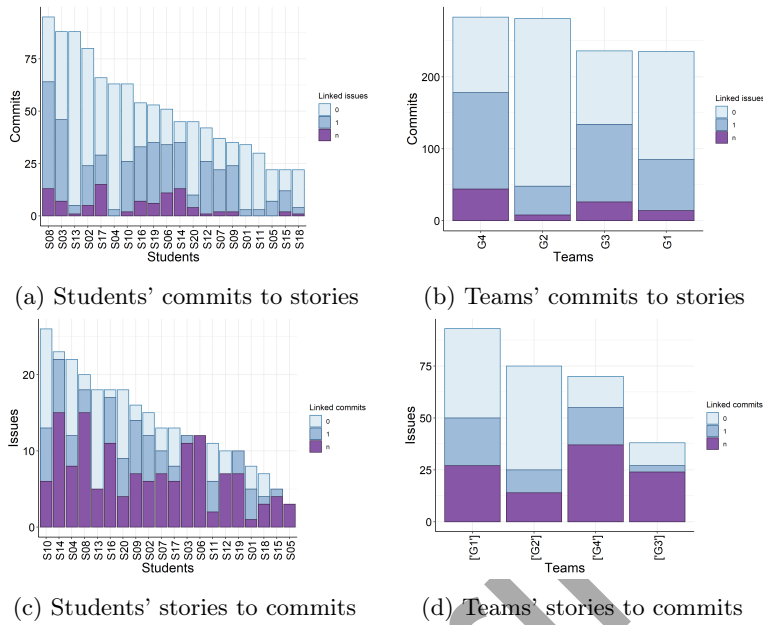 75
50
25
0
Commits
S08 S03 S13 S02 S17 S04 S10 S16 S19 S06 S14 S20 S12 S07 S09 S01 S11 S05 S15 S18
Students
Linked issues
0
1
n
200
100
0
Commits
G4 G2 G3 G1
Teams
Linked issues
0
1
n
(a) Students' commits to stories
(b) Teams' commits to stories
20
10
0
Issues
S10 S14 S04 S08 S13 S16 S20 S09 S02 S07 S17 S03 S06 S11 S12 S19 S01 S18 S15 S05
Students
Linked commits
0
1
n
75
50
25
0
Issues
['G1'] ['G2'] ['G4'] ['G3']
Teams
Linked commits
0
1
n
(c) Students' stories to commits
(d) Teams' stories to commits